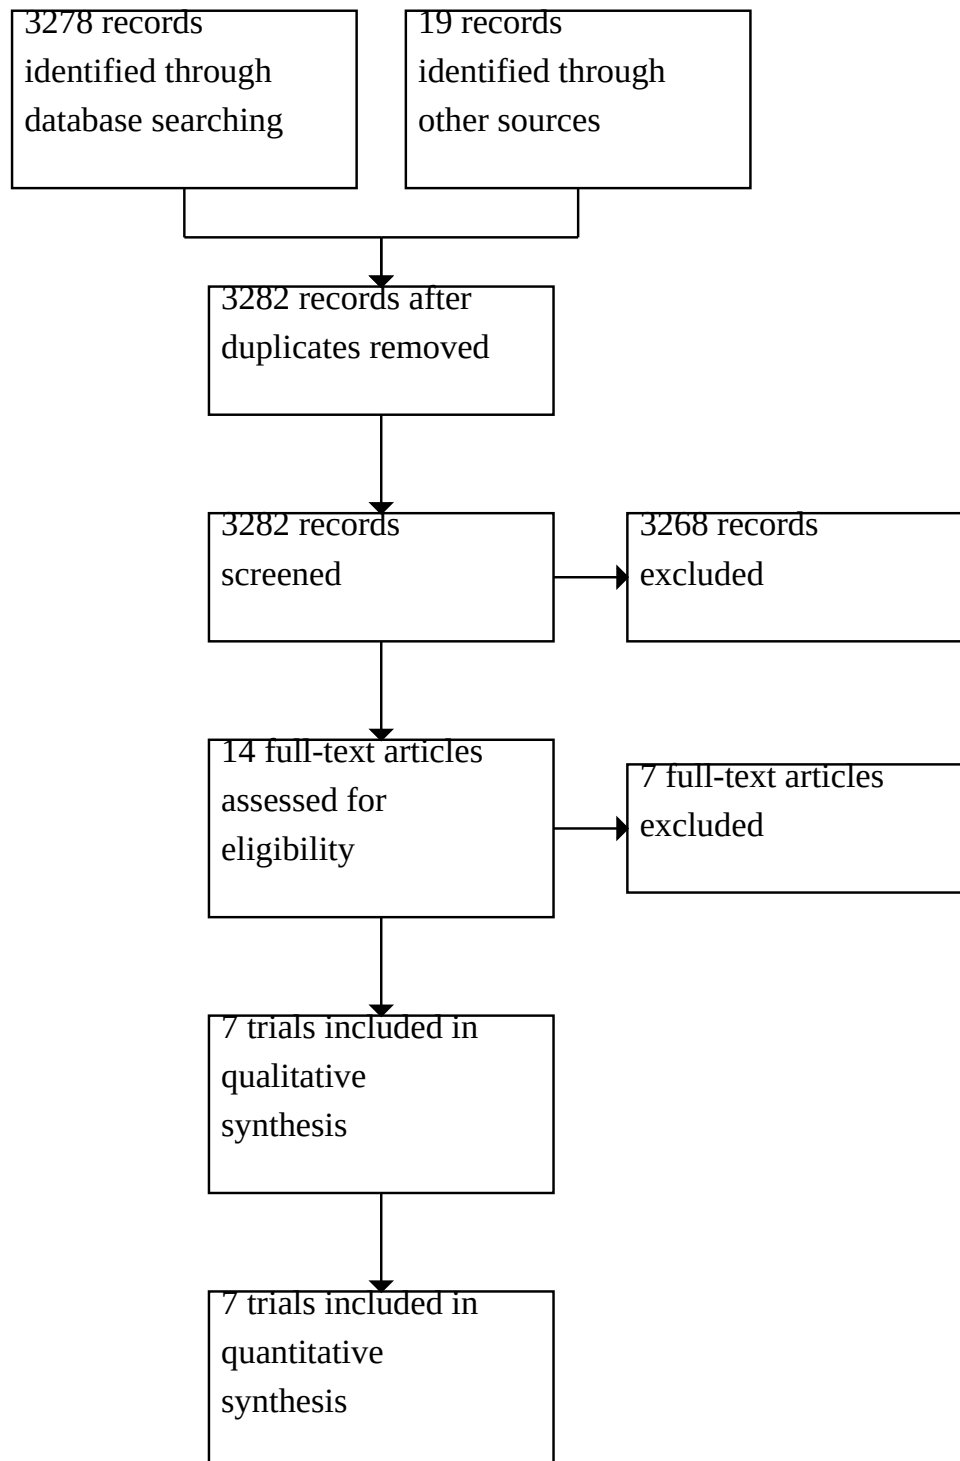 3278 records
identified through
database searching
19 records
identified through
other sources
3282 records after
duplicates removed
3282 records
screened
3268 records
excluded
14 full-text articles
assessed for
eligibility
7 full-text articles
excluded
7 trials included in
qualitative
synthesis
7 trials included in
quantitative
synthesis